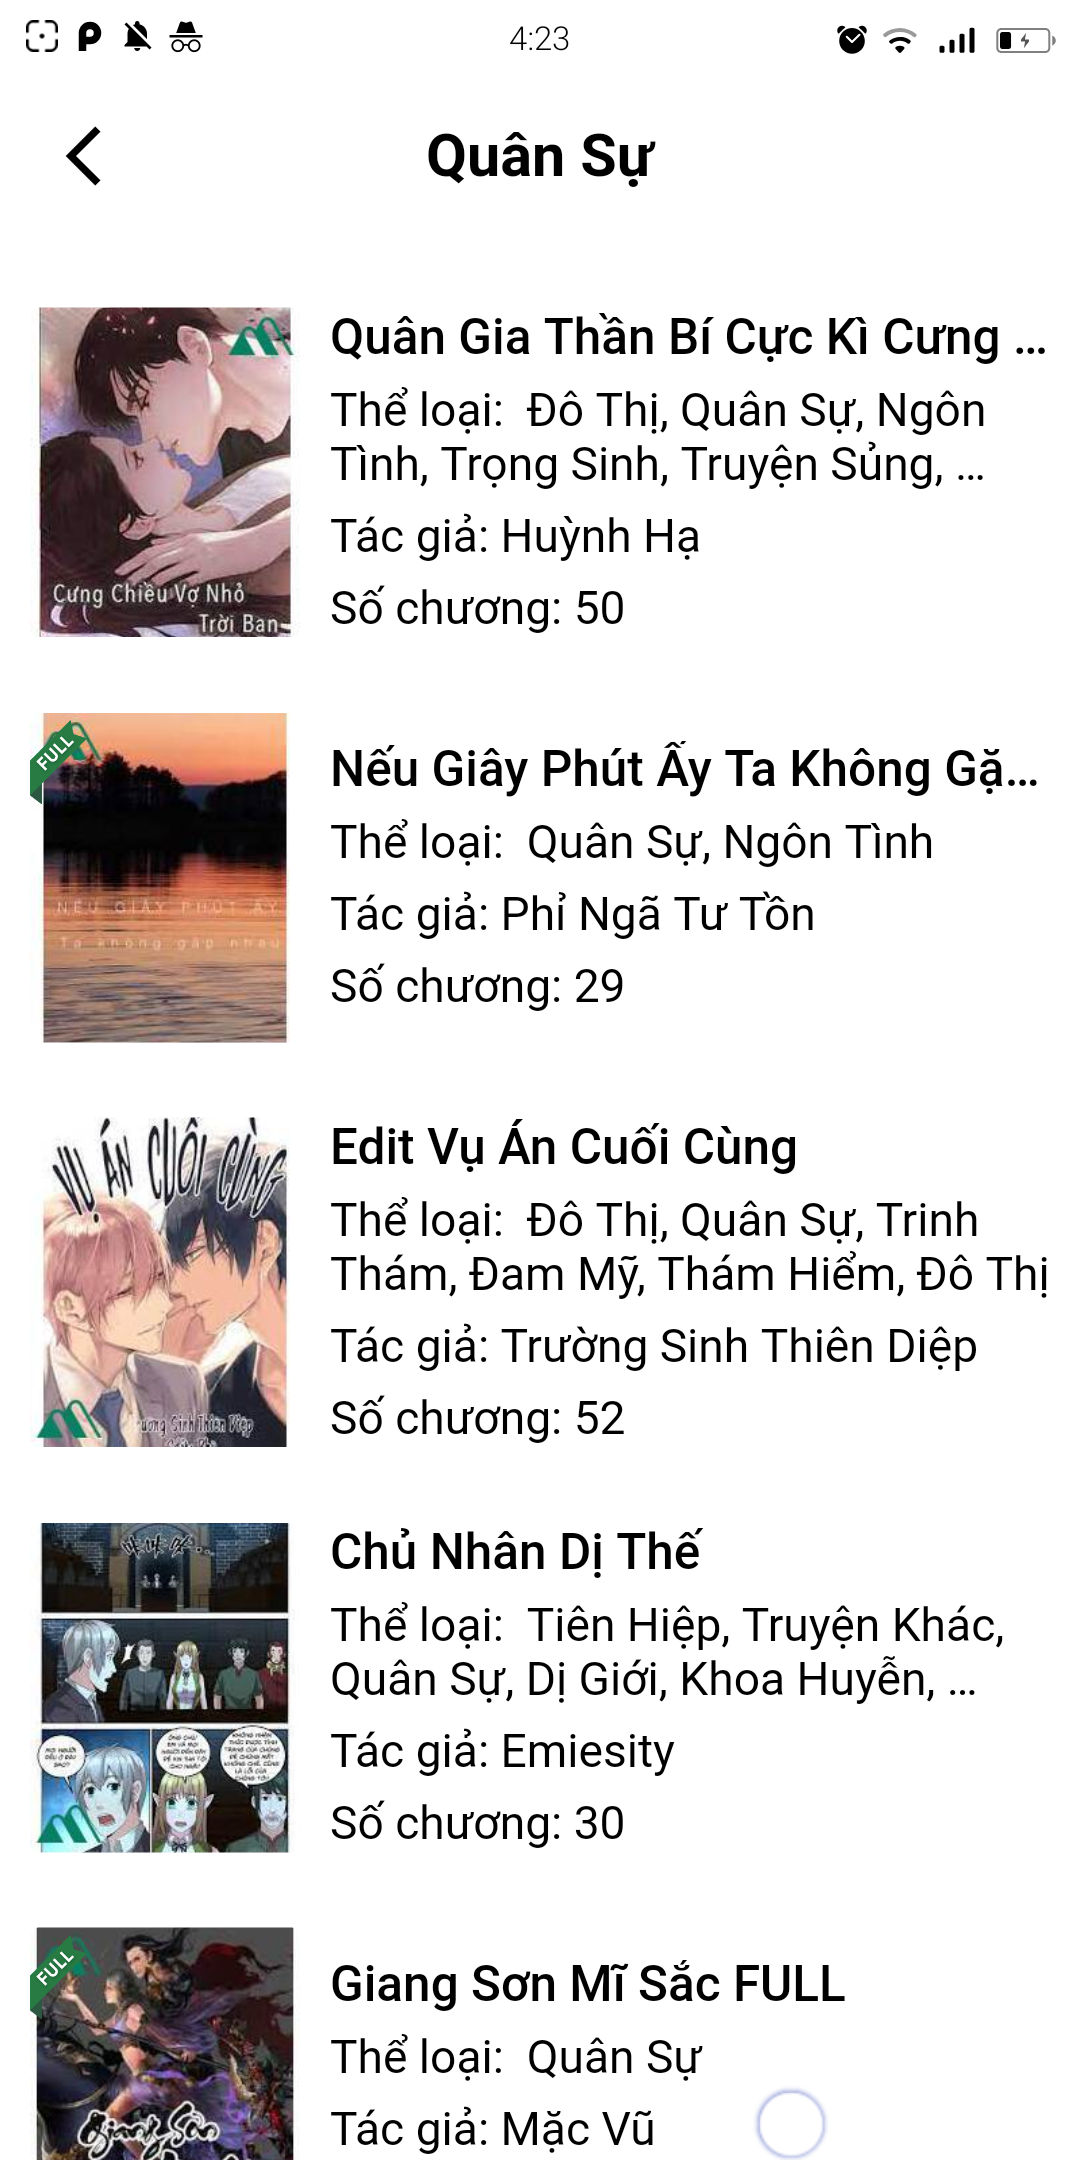 4:23
Quân Sự
Cưng Chiều Vợ Nhỏ
Trời Ban
Quân Gia Thần Bí Cực Kì Cưng ...
Thể loại: Đô Thị, Quân Sự, Ngôn
Tình, Trọng Sinh, Truyện Sủng, ...
Tác giả: Huỳnh Hạ
Số chương: 50
FULL
NẾU GIÂY PHÚT ẤY
Ta không gặp nhau
Nếu Giây Phút Ấy Ta Không Gặ...
Thể loại: Quân Sự, Ngôn Tình
Tác giả: Phỉ Ngã Tư Tồn
Số chương: 29
VỤ ÁN CUỐI CÙNG
Sinh Thiên Diệp
Edit Vụ Án Cuối Cùng
Thể loại: Đô Thị, Quân Sự, Trinh
Thám, Đam Mỹ, Thám Hiểm, Đô Thị
Tác giả: Trường Sinh Thiên Diệp
Số chương: 52
Chủ Nhân Dị Thế
Thể loại: Tiên Hiệp, Truyện Khác,
Quân Sự, Dị Giới, Khoa Huyễn, ...
Tác giả: Emiesity
Số chương: 30
FULL
Giang Sơn
Giang Sơn Mĩ Sắc FULL
Thể loại: Quân Sự
Tác giả: Mặc Vũ